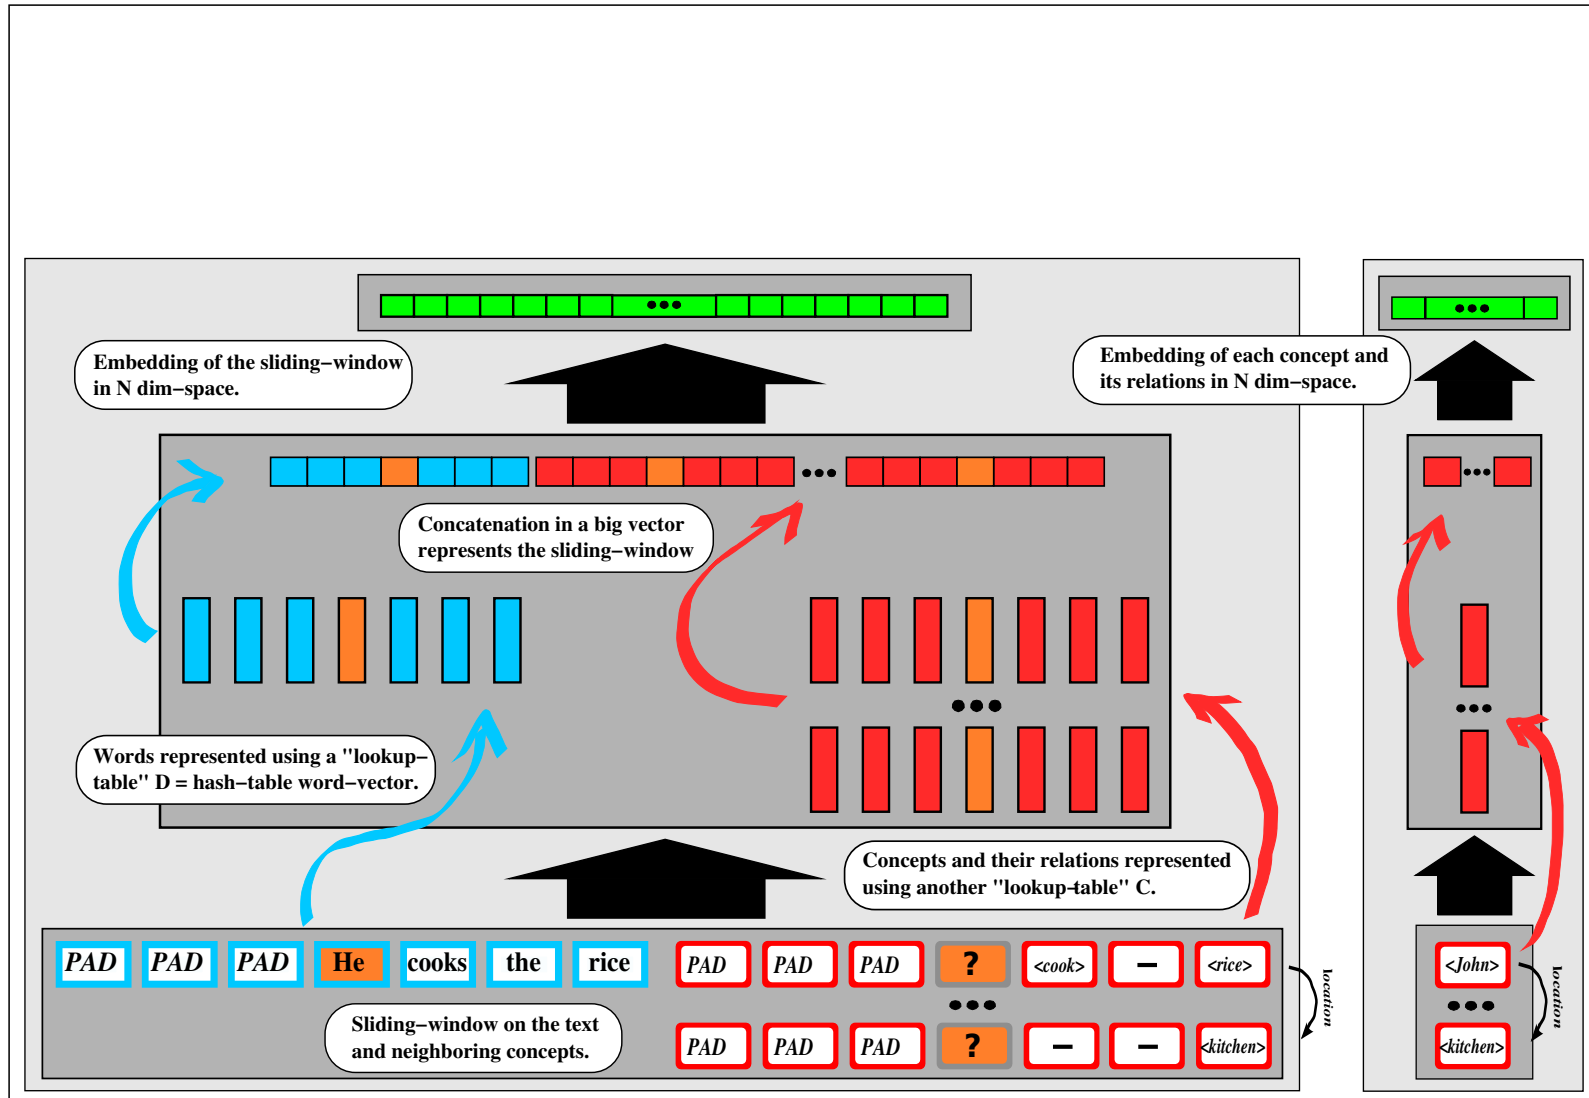 Embedding of the sliding−window
in N dim−space.
Embedding of each concept and
its relations in N dim−space.
Concatenation in a big vector
represents the sliding−window
Words represented using a "lookup−
table" D = hash−table word−vector.
Concepts and their relations represented
using another "lookup−table" C.
PAD PAD PAD He cooks the rice
PAD PAD PAD ? <cook> − <rice>
location
<John>
location
Sliding−window on the text
and neighboring concepts.
PAD PAD PAD ? − − <kitchen>
<kitchen>